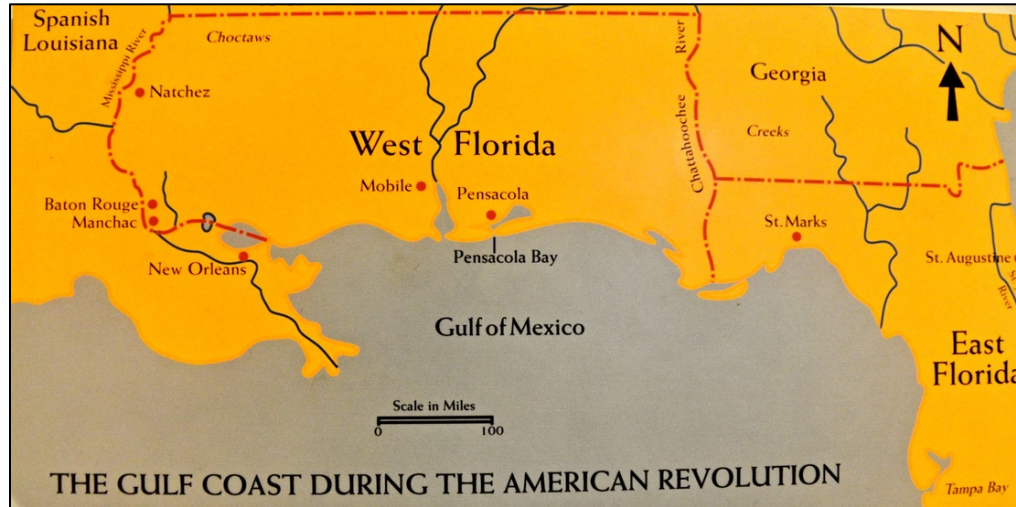 Spanish
Louisiana
Mississippi River
Choctaws
Natchez
River
Chattahoochee
N
Georgia
Creeks
West Florida
Mobile
Pensacola
Baton Rouge
Manchac
New Orleans
Pensacola Bay
St. Marks
St. Augustine
River
Gulf of Mexico
East
Florida
Scale in Miles
0 100
THE GULF COAST DURING THE AMERICAN REVOLUTION
Tampa Bay